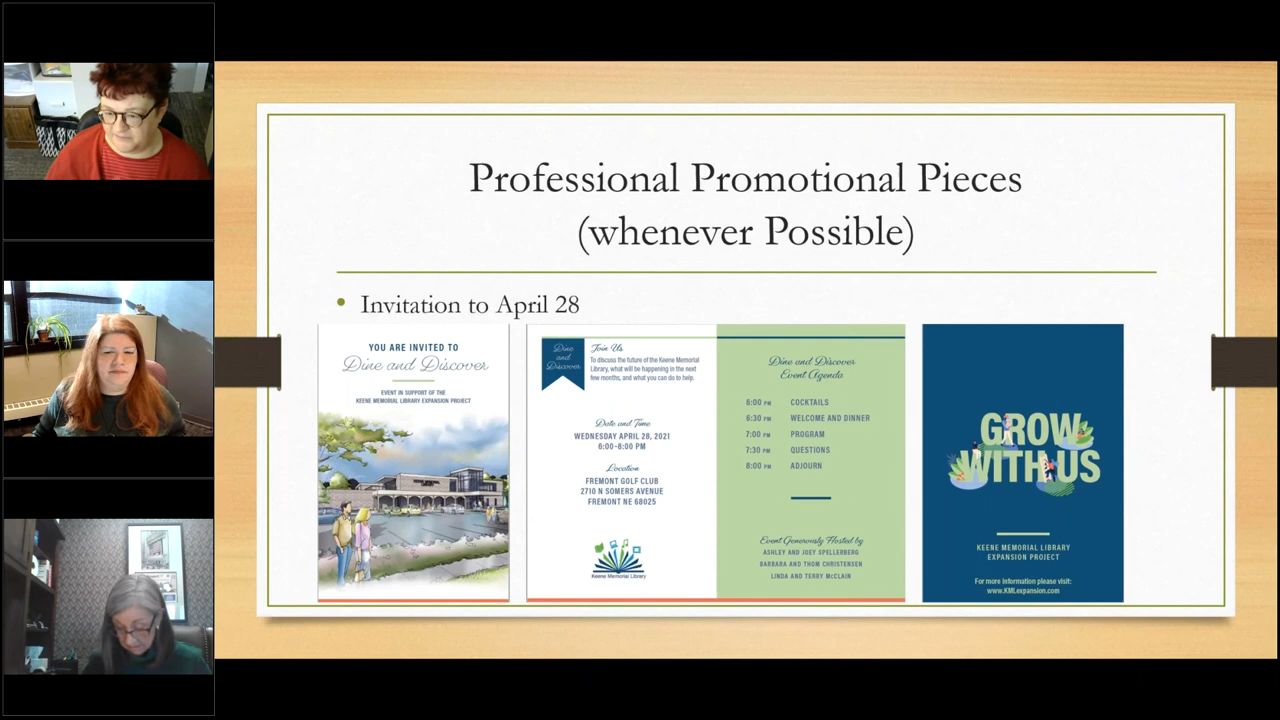 Professional Promotional Pieces
(whenever Possible)
• Invitation to April 28
YOU ARE INVITED TO
Dine and Discover
EVENT IN SUPPORT OF THE
KEENE MEMORIAL LIBRARY EXPANSION PROJECT
KEENE MEMORIAL
LIBRARY
Dine
and
Discover
Join Us
To discuss the future of the Keene Memorial
Library, what will be happening in the next
few months, and what you can do to help.
Date and Time
WEDNESDAY APRIL 28, 2021
6:00-8:00 PM
Location
FREMONT GOLF CLUB
2710 N SOMERS AVENUE
FREMONT NE 68025
Keene Memorial Library
Dine and Discover
Event Agenda
6:00 PM COCKTAILS
6:30 PM WELCOME AND DINNER
7:00 PM PROGRAM
7:30 PM QUESTIONS
8:00 PM ADJOURN
Event Generously Hosted by
ASHLEY AND JOEY SPELLERBERG
BARBARA AND THOM CHRISTENSEN
LINDA AND TERRY McCLAIN
GROW
WITH US
KEENE MEMORIAL LIBRARY
EXPANSION PROJECT
For more information please visit:
www.KMLexpansion.com